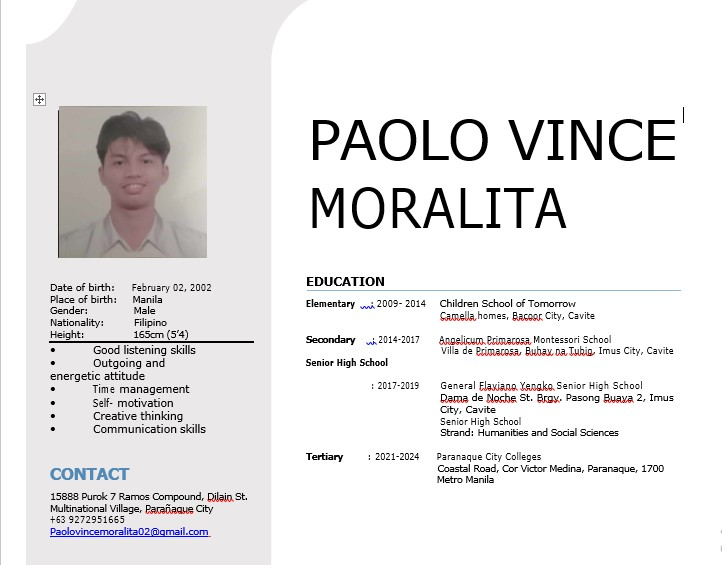 PAOLO VINCE
MORALITA
Date of birth: February 02, 2002
Place of birth: Manila
Gender: Male
Nationality: Filipino
Height: 165cm (5’4)
• Good listening skills
• Outgoing and
energetic attitude
• Time management
• Self- motivation
• Creative thinking
• Communication skills
CONTACT
15888 Purok 7 Ramos Compound, Dilain St.
Multinational Village, Parañaque City
+63 9272951665
Paolovincemoralita02@gmail.com
EDUCATION
Elementary : 2009- 2014 Children School of Tomorrow
Camella homes, Bacoor City, Cavite
Secondary : 2014-2017 Angelicum Primarosa Montessori School
Villa de Primarosa, Buhay na Tubig, Imus City, Cavite
Senior High School
: 2017-2019 General Flaviano Yengko Senior High School
Dama de Noche St. Brgy. Pasong Buaya 2, Imus
City, Cavite
Senior High School
Strand: Humanities and Social Sciences
Tertiary : 2021-2024 Paranaque City Colleges
Coastal Road, Cor Victor Medina, Paranaque, 1700
Metro Manila